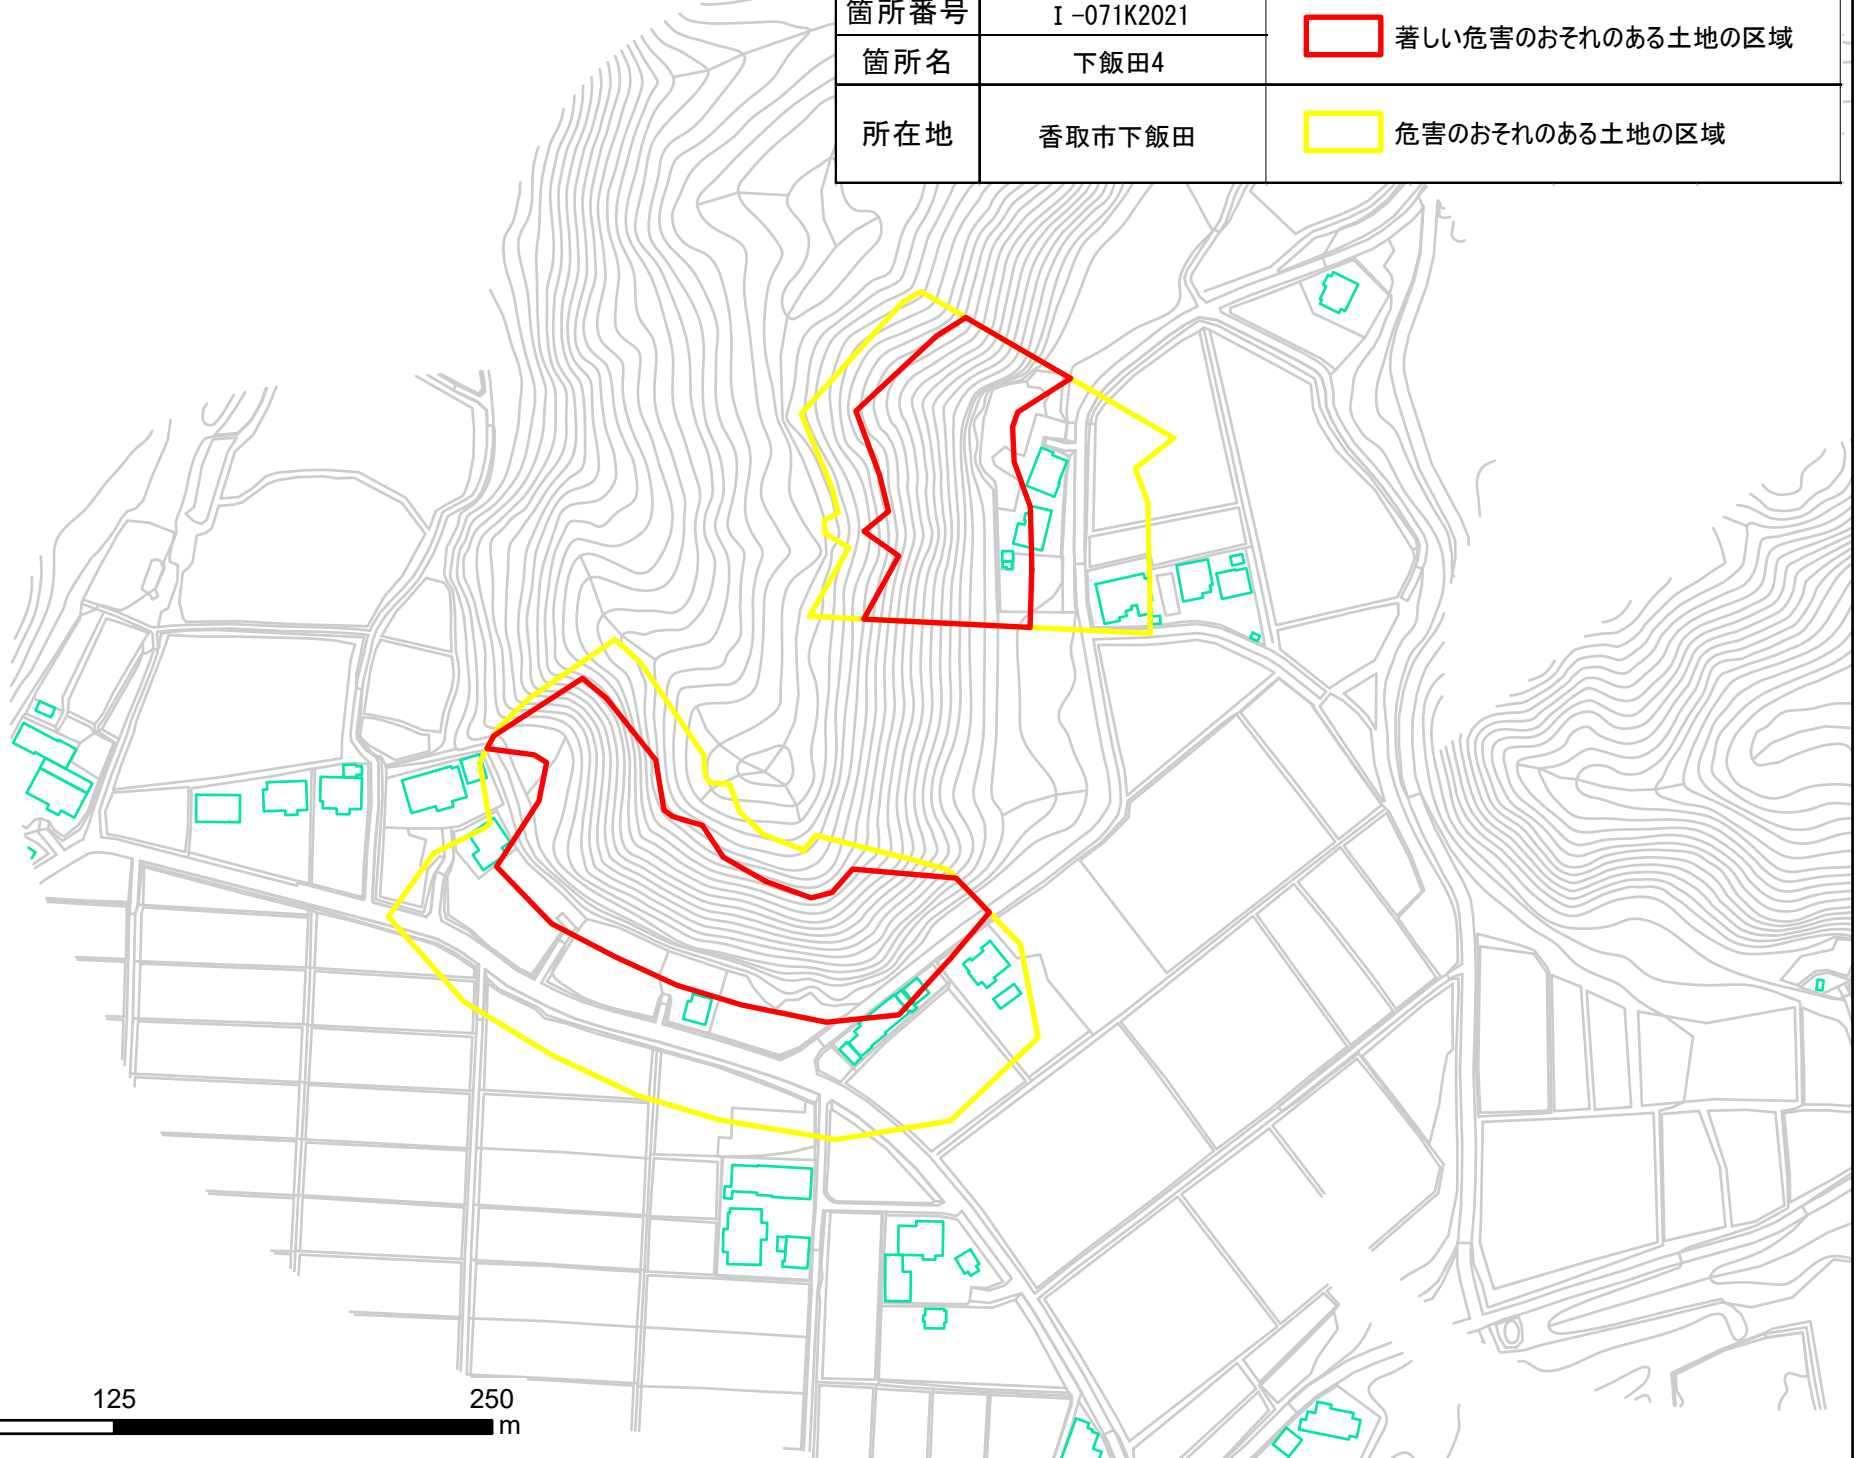 箇所番号 Ⅰ-071K2021
著しい危害のおそれのある土地の区域
箇所名 下飯田4
所在地 香取市下飯田
危害のおそれのある土地の区域
125 250
m